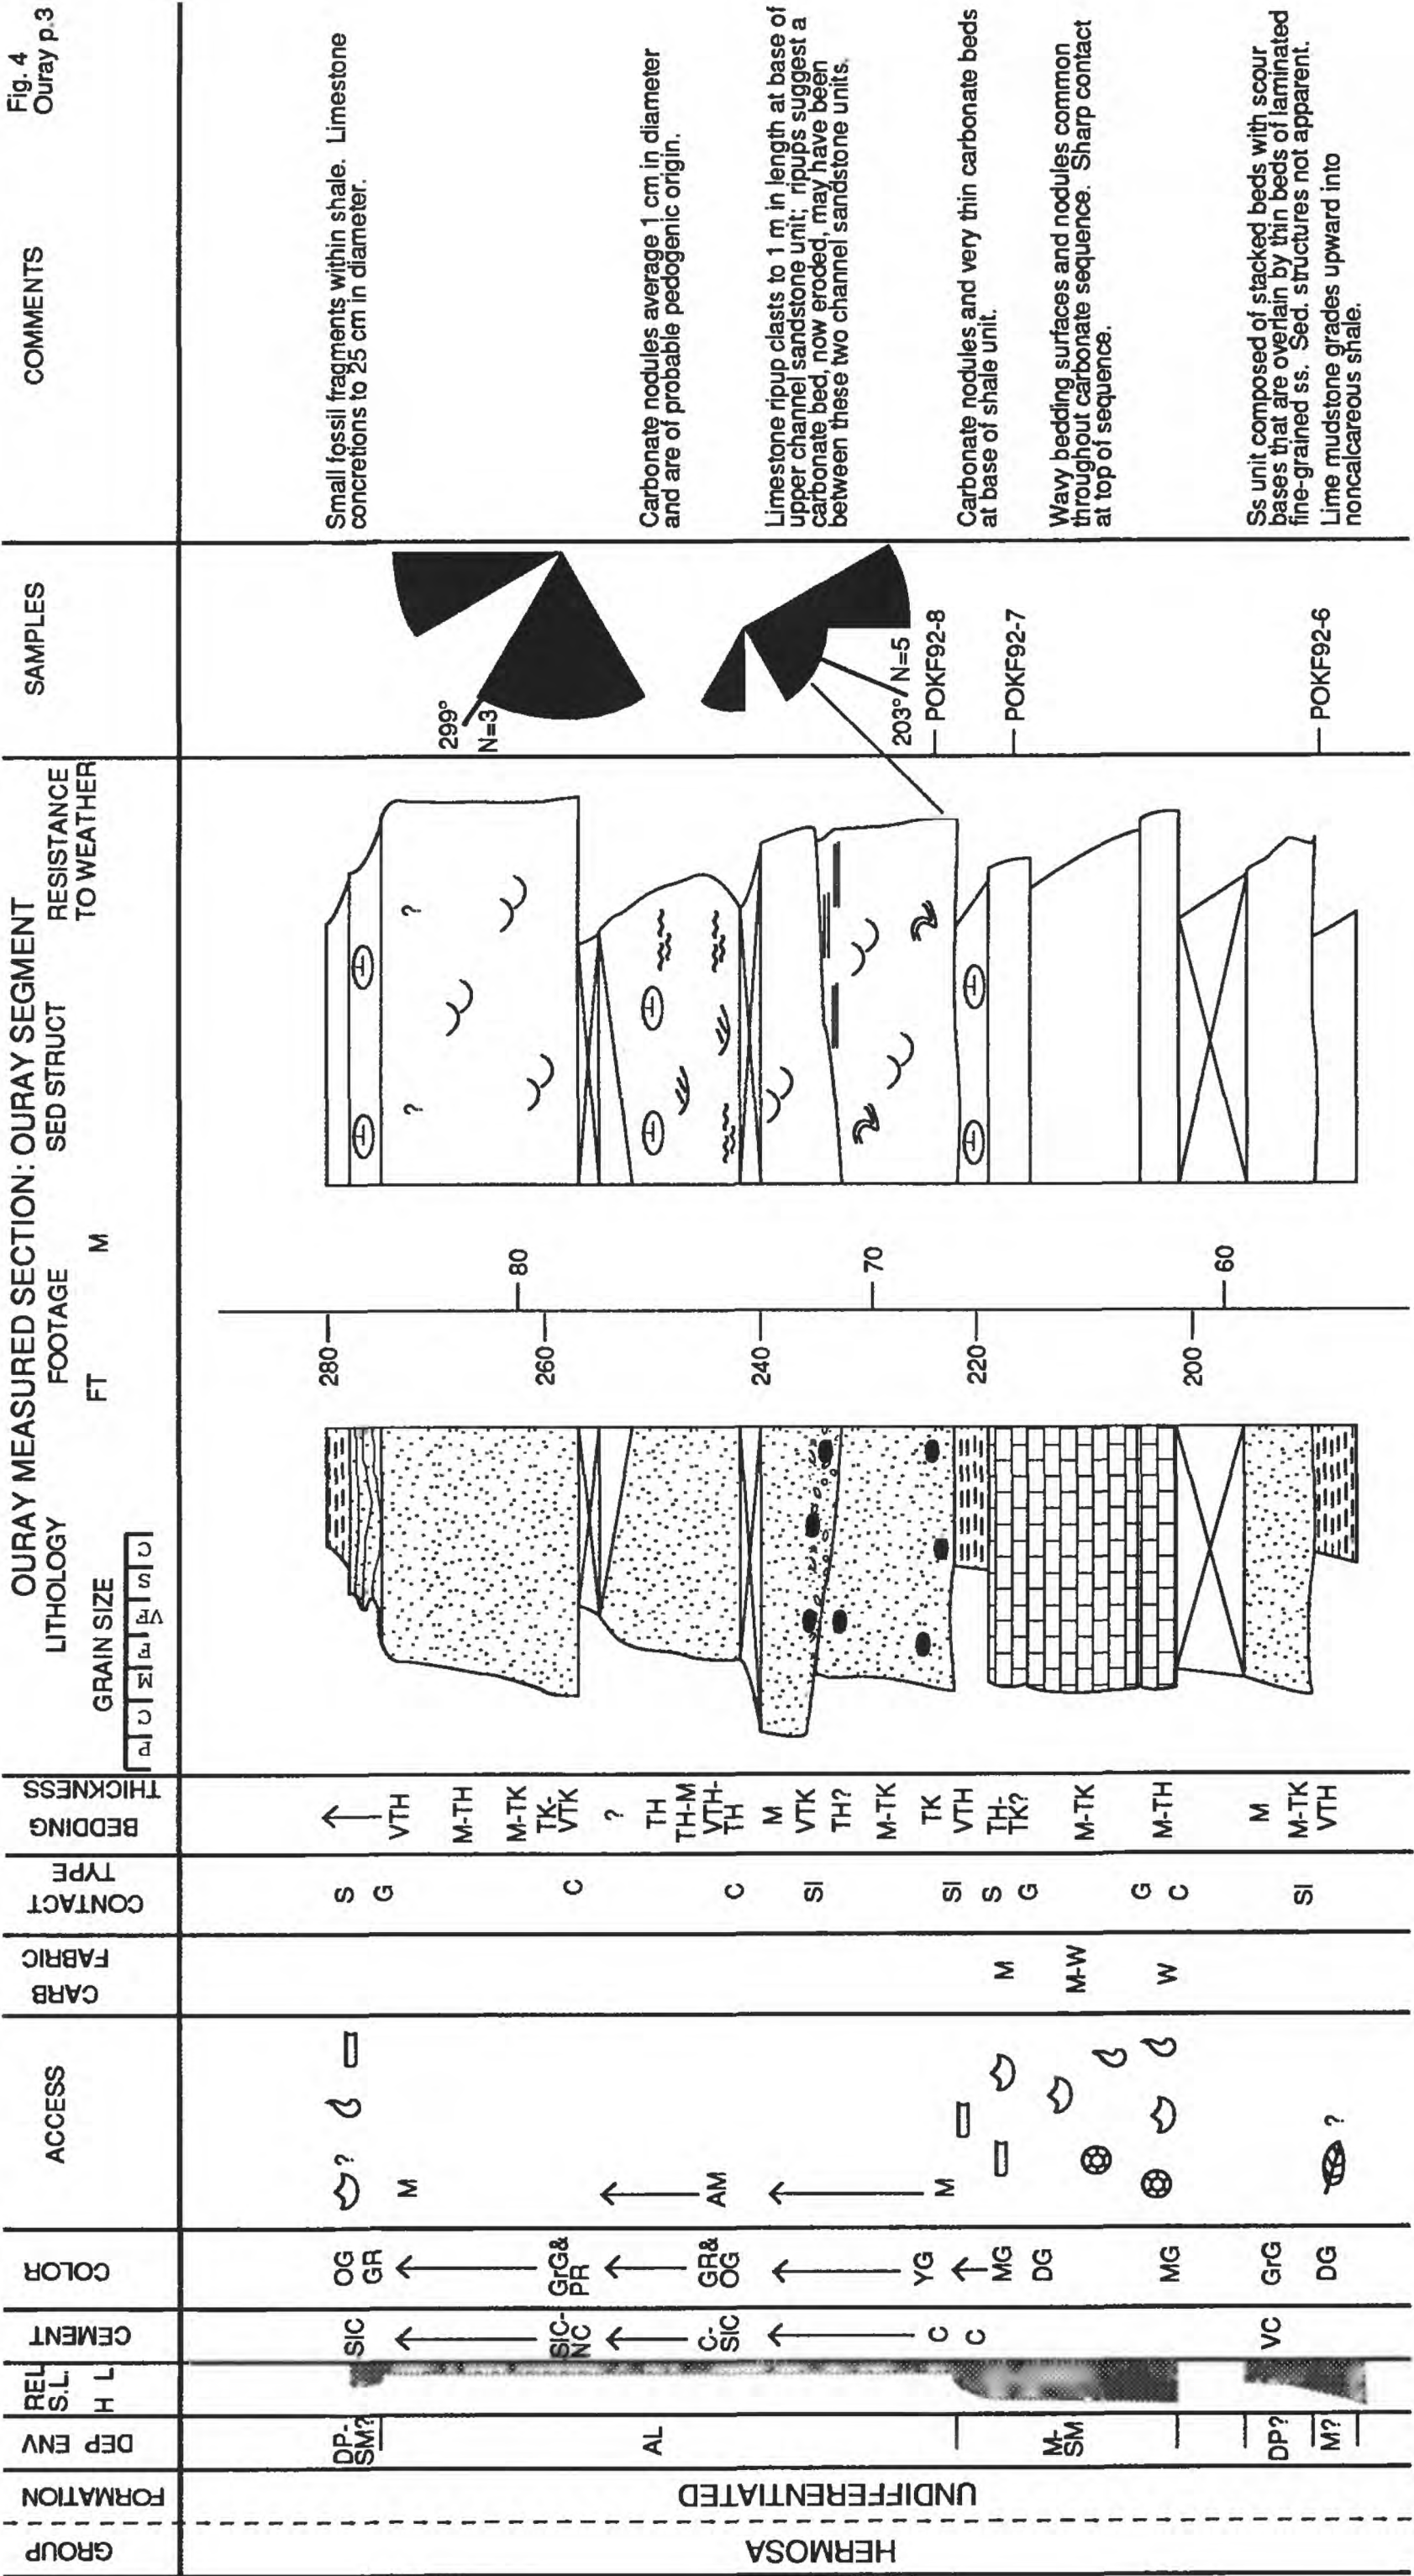 Fig. 4
Ouray p.3
OURAY MEASURED SECTION: OURAY SEGMENT
GROUP
FORMATION
DEP ENV
REL
S.L.
H L
CEMENT
COLOR
ACCESS
CARB
FABRIC
CONTACT
TYPE
BEDDING
THICKNESS
LITHOLOGY
GRAIN SIZE
P C M F VF S C
FOOTAGE
FT M
SED STRUCT
RESISTANCE
TO WEATHER
SAMPLES
COMMENTS
HERMOSA
UNDIFFERENTIATED
DP-
SM?
AL
M-
SM
DP?
M?
SlC
SlC-
NC
C-
SlC
C
C
VC
OG
GR
GrG&
PR
GR&
OG
YG
MG
DG
MG
GrG
DG
?
M
AM
M
?
M
M-W
W
S
G
C
C
SI
SI
S
G
G
C
SI
VTH
M-TH
M-TK
TK-
VTK
?
TH
TH-M
VTH-
TH
M
VTK
TH?
M-TK
TK
VTH
TH-
TK?
M-TK
M-TH
M
M-TK
VTH
280
260
240
220
200
80
70
60
?
?
299°
N=3
203°
N=5
POKF92-8
POKF92-7
POKF92-6
Small fossil fragments within shale. Limestone
concretions to 25 cm in diameter.
Carbonate nodules average 1 cm in diameter
and are of probable pedogenic origin.
Limestone ripup clasts to 1 m in length at base of
upper channel sandstone unit; ripups suggest a
carbonate bed, now eroded, may have been
between these two channel sandstone units.
Carbonate nodules and very thin carbonate beds
at base of shale unit.
Wavy bedding surfaces and nodules common
throughout carbonate sequence. Sharp contact
at top of sequence.
Ss unit composed of stacked beds with scour
bases that are overlain by thin beds of laminated
fine-grained ss. Sed. structures not apparent.
Lime mudstone grades upward into
noncalcareous shale.